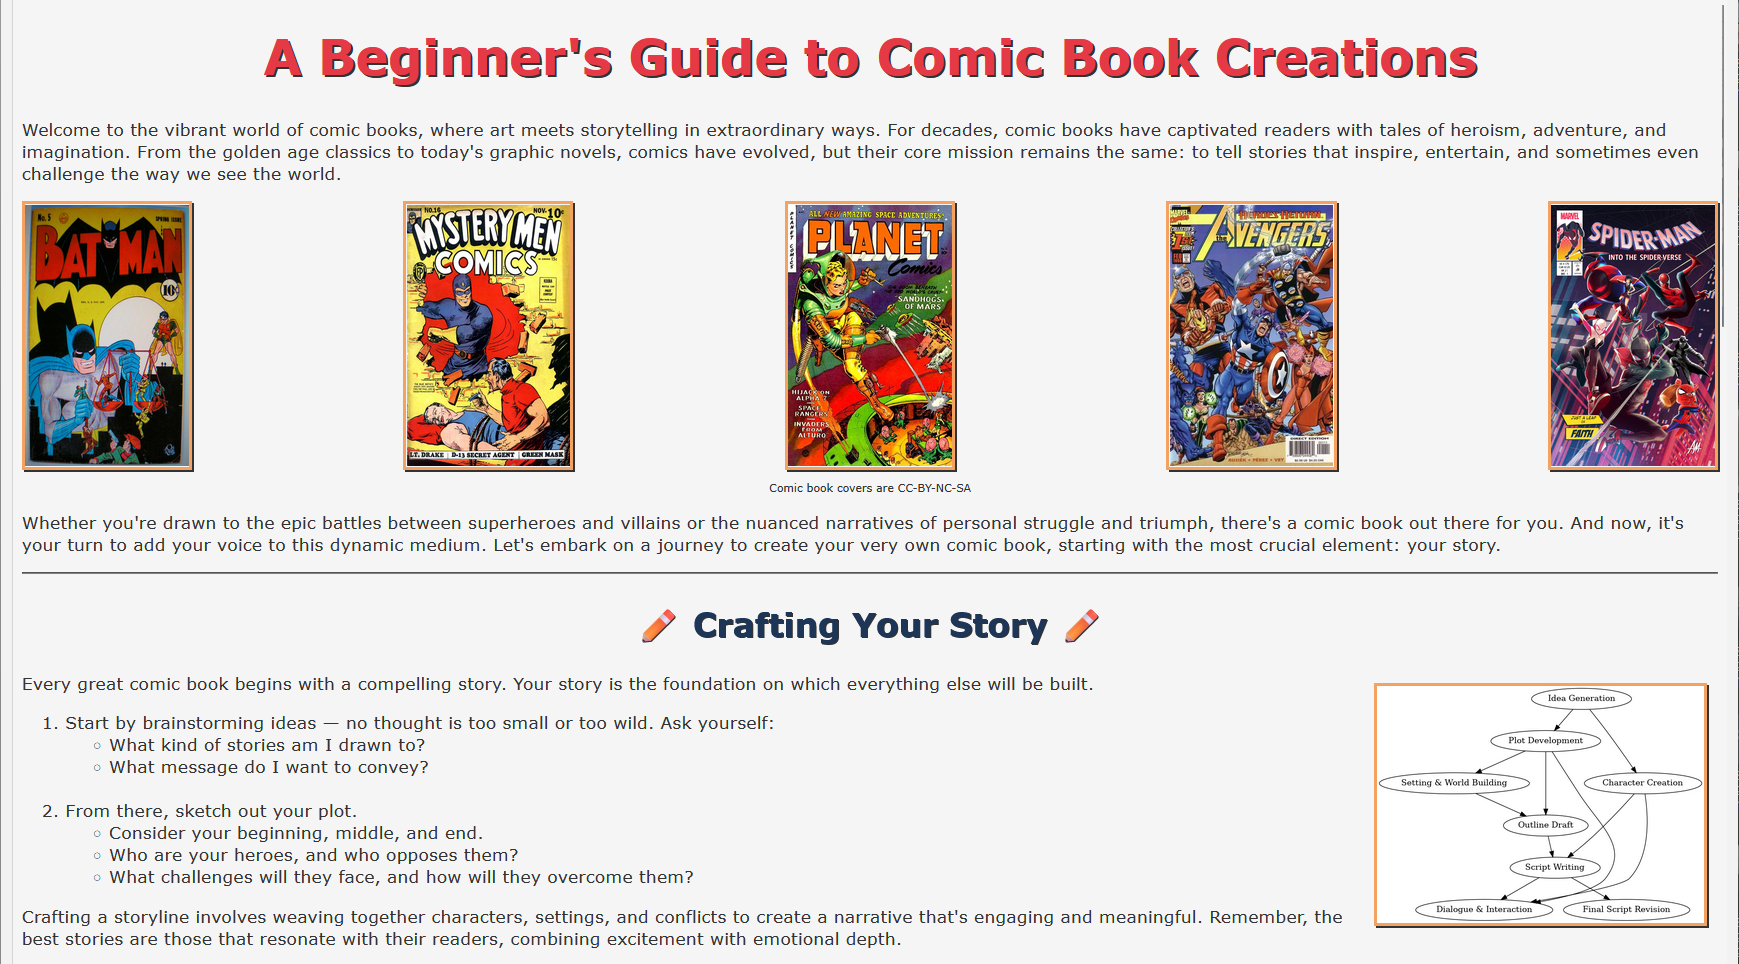 A Beginner's Guide to Comic Book Creations
Welcome to the vibrant world of comic books, where art meets storytelling in extraordinary ways. For decades, comic books have captivated readers with tales of heroism, adventure, and
imagination. From the golden age classics to today's graphic novels, comics have evolved, but their core mission remains the same: to tell stories that inspire, entertain, and sometimes even
challenge the way we see the world.
No. 5
SPRING ISSUE
BATMAN
10¢
NO.16
NOV. 10¢
MYSTERY MEN
COMICS
LT. DRAKE | D-13 SECRET AGENT | GREEN MASK
ALL NEW AMAZING SPACE ADVENTURES!
PLANET COMICS
PLANET
Comics
SANDHOGS
OF MARS
HIJACK ON
ALPHA 2
SPACE
RANGERS
INVADERS
FROM
ALTURO
HEROES RETURN
1st
THE AVENGERS
DIRECT EDITION
MARVEL
SPIDER-MAN
INTO THE SPIDER-VERSE
JUST A LEAP
OF
FAITH
Comic book covers are CC-BY-NC-SA
Whether you're drawn to the epic battles between superheroes and villains or the nuanced narratives of personal struggle and triumph, there's a comic book out there for you. And now, it's
your turn to add your voice to this dynamic medium. Let's embark on a journey to create your very own comic book, starting with the most crucial element: your story.
Crafting Your Story
Every great comic book begins with a compelling story. Your story is the foundation on which everything else will be built.
1. Start by brainstorming ideas — no thought is too small or too wild. Ask yourself:
○ What kind of stories am I drawn to?
○ What message do I want to convey?
2. From there, sketch out your plot.
○ Consider your beginning, middle, and end.
○ Who are your heroes, and who opposes them?
○ What challenges will they face, and how will they overcome them?
Crafting a storyline involves weaving together characters, settings, and conflicts to create a narrative that's engaging and meaningful. Remember, the
best stories are those that resonate with their readers, combining excitement with emotional depth.
Idea Generation
Plot Development
Setting & World Building
Character Creation
Outline Draft
Script Writing
Dialogue & Interaction
Final Script Revision